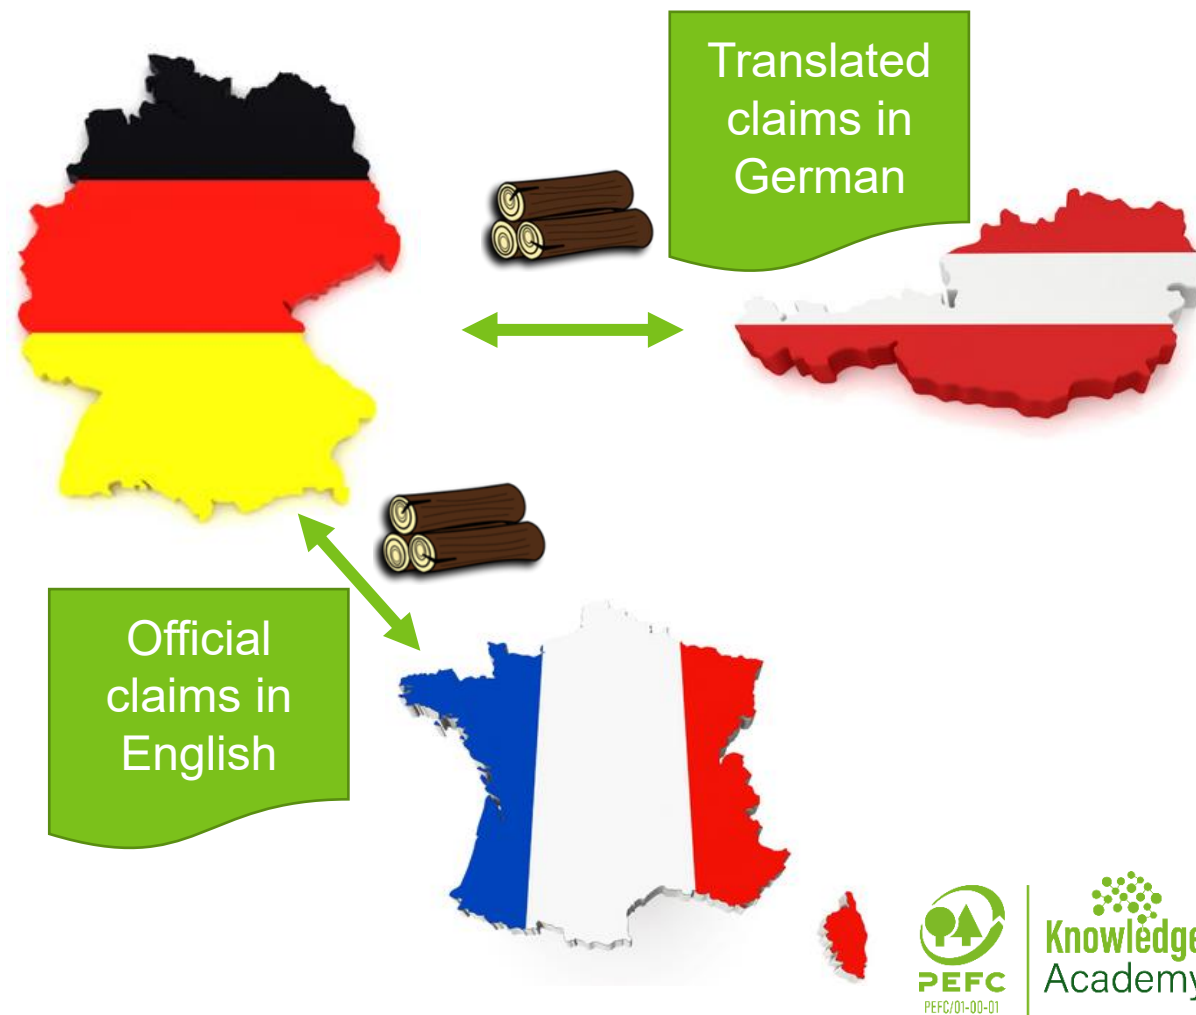 Translated
claims in
German
Official
claims in
English
PEFC
PEFC/01-00-01
Knowledge
Academy